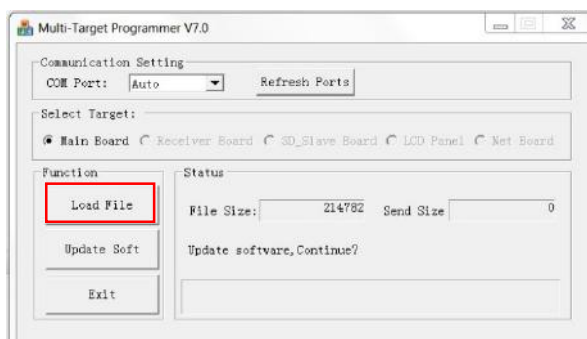 Multi-Target Programmer V7.0
Communication Setting
COM Port: Auto Refresh Ports
Select Target:
Main Board Receiver Board SD_Slave Board LCD Panel Net Board
Function
Status
Load File
File Size: 214782 Send Size 0
Update Soft
Update software,Continue?
Exit